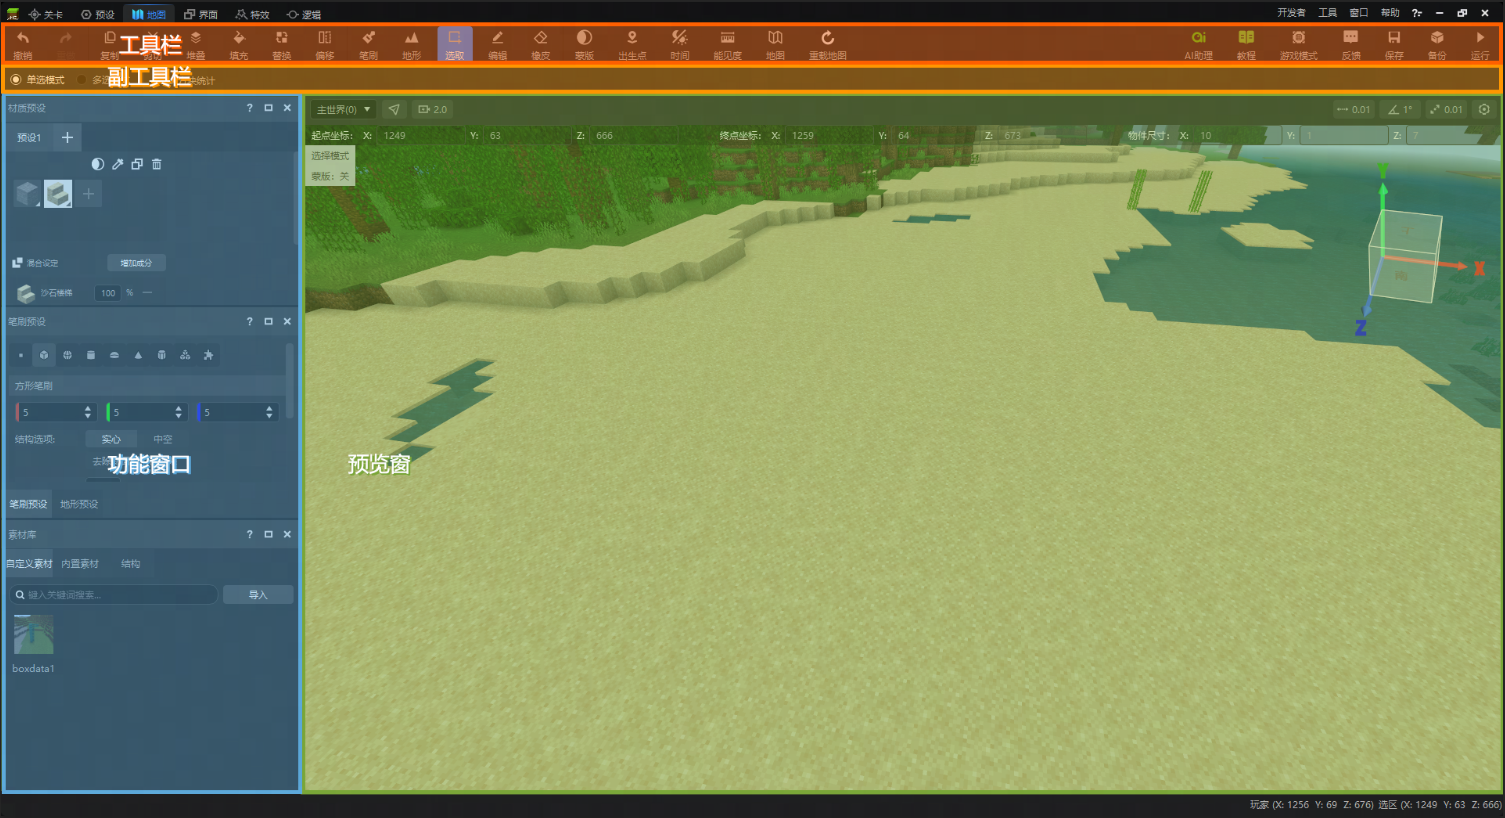 关卡 预设 地图 界面 特效 逻辑 开发者 工具 窗口 帮助 ?
撤销 复制 堆叠 填充 替换 偏移 笔刷 地形 选取 编辑 橡皮 蒙版 出生点 时间 能见度 地图 重载地图 AI助理 教程 游戏模式 反馈 保存 备份 运行
工具栏
单选模式
副工具栏
材质预设 ?
主世界(0) 2.0 0.01 1° 0.01
预设1 +
起点坐标: X: 1249 Y: 63 Z: 666 终点坐标: X: 1259 Y: 64 Z: 673 物件尺寸: X: 10 Y: 1 Z: 7
选择模式
蒙版: 关
Y
X
Z
混合设定 增加成分
沙石楼梯 100 %
笔刷预设 ?
方形笔刷
5 5 5
结构选项: 实心 中空
功能窗口
预览窗
笔刷预设 地形预设
素材库 ?
自定义素材 内置素材 结构
键入关键词搜索... 导入
boxdata1
玩家 (X: 1256 Y: 69 Z: 676) 选区 (X: 1249 Y: 63 Z: 666)